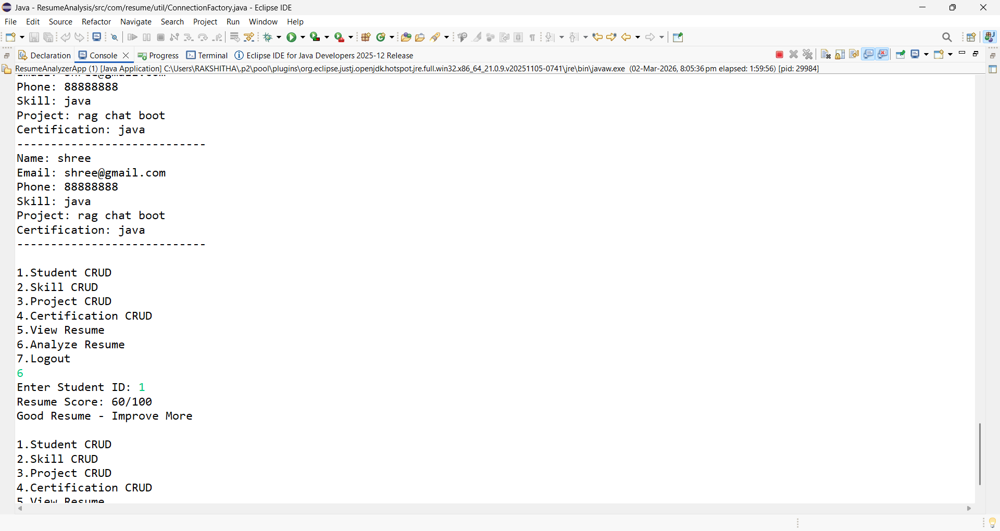 Java - ResumeAnalysis/src/com/resume/util/ConnectionFactory.java - Eclipse IDE
File Edit Source Refactor Navigate Search Project Run Window Help
Declaration Console Progress Terminal Eclipse IDE for Java Developers 2025-12 Release
ResumeAnalyzerApp (1) [Java Application] C:\Users\RAKSHITHA\.p2\pool\plugins\org.eclipse.justj.openjdk.hotspot.jre.full.win32.x86_64_21.0.9.v20251105-0741\jre\bin\javaw.exe (02-Mar-2026, 8:05:36 pm elapsed: 1:59:56) [pid: 29984]
Email: shree@gmail.com
Phone: 88888888
Skill: java
Project: rag chat boot
Certification: java
----------------------------
Name: shree
Email: shree@gmail.com
Phone: 88888888
Skill: java
Project: rag chat boot
Certification: java
----------------------------
1.Student CRUD
2.Skill CRUD
3.Project CRUD
4.Certification CRUD
5.View Resume
6.Analyze Resume
7.Logout
6
Enter Student ID: 1
Resume Score: 60/100
Good Resume - Improve More
1.Student CRUD
2.Skill CRUD
3.Project CRUD
4.Certification CRUD
5.View Resume